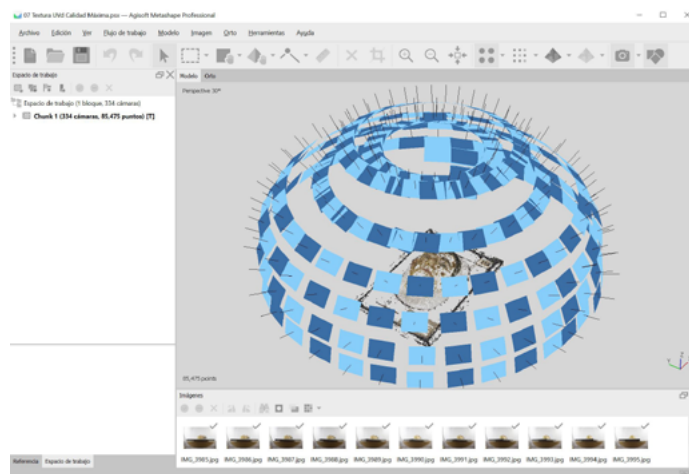 07 Textura UVd Calidad Máxima.psx — Agisoft Metashape Professional
Archivo Edición Ver Flujo de trabajo Modelo Imagen Orto Herramientas Ayuda
Espacio de trabajo
Modelo Orto
Perspective 30°
Espacio de trabajo (1 bloque, 334 cámaras)
Chunk 1 (334 cámaras, 85,475 puntos) [T]
85,475 points
Imágenes
IMG_3985.jpg IMG_3986.jpg IMG_3987.jpg IMG_3988.jpg IMG_3989.jpg IMG_3990.jpg IMG_3991.jpg IMG_3992.jpg IMG_3993.jpg IMG_3994.jpg IMG_3995.jpg
Referencia Espacio de trabajo